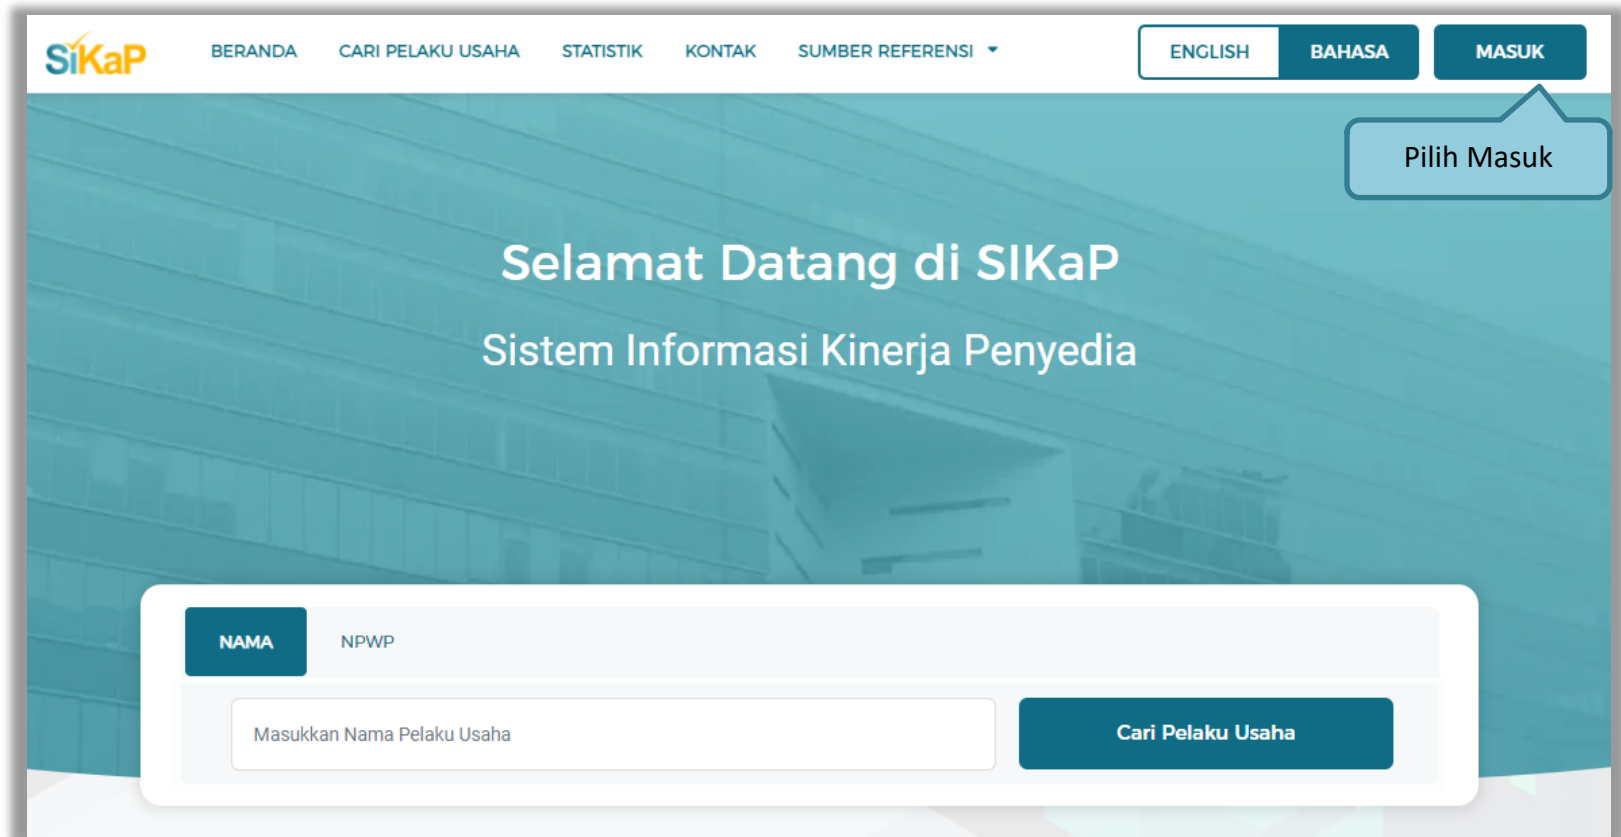 SiKaP
BERANDA
CARI PELAKU USAHA
STATISTIK
KONTAK
SUMBER REFERENSI
ENGLISH
BAHASA
MASUK
Pilih Masuk
Selamat Datang di SIKaP
Sistem Informasi Kinerja Penyedia
NAMA
NPWP
Masukkan Nama Pelaku Usaha
Cari Pelaku Usaha